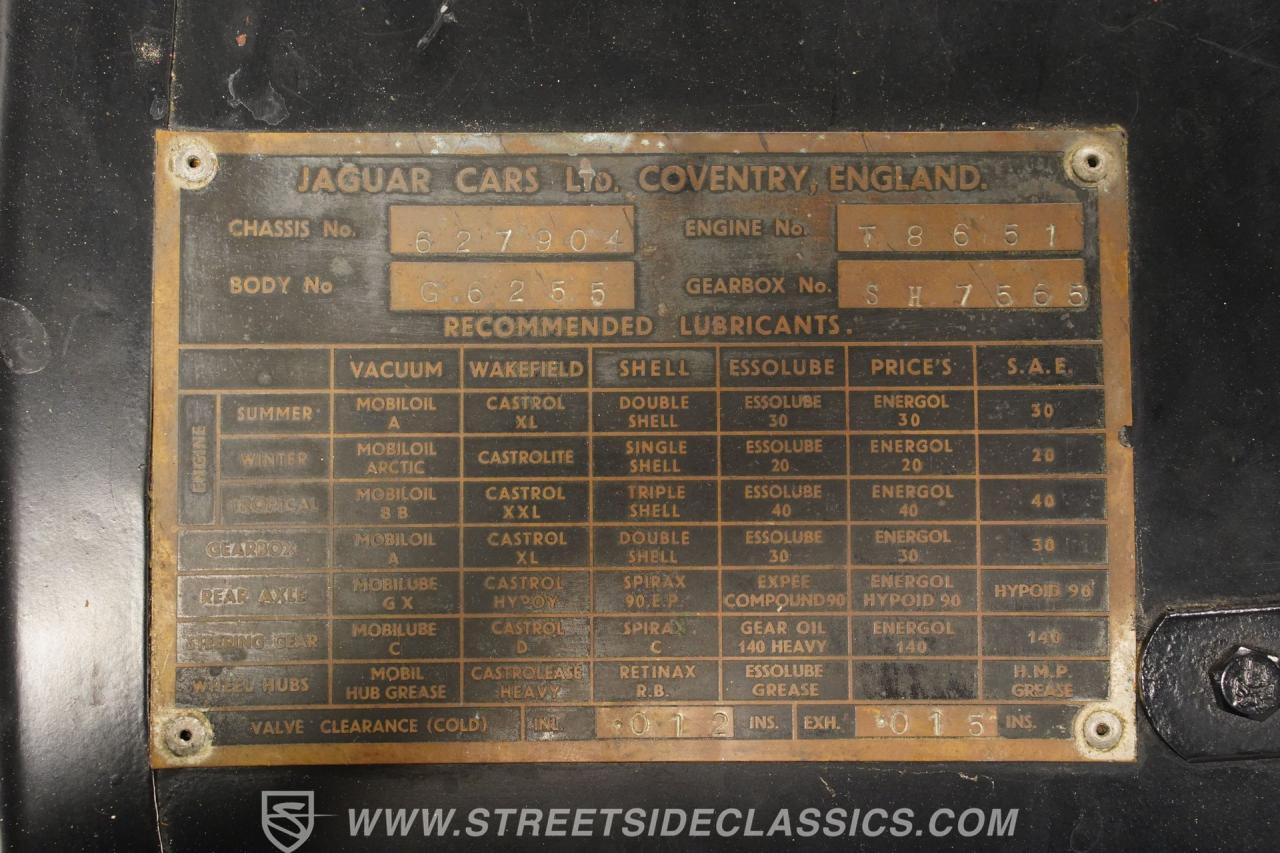 JAGUAR CARS LTD. COVENTRY, ENGLAND.
CHASSIS No. 627904 ENGINE No. T8651
BODY No G.6255 GEARBOX No. SH7565
RECOMMENDED LUBRICANTS.
VACUUM WAKEFIELD SHELL ESSOLUBE PRICE'S S.A.E.
ENGINE
SUMMER MOBILOIL A CASTROL XL DOUBLE SHELL ESSOLUBE 30 ENERGOL 30 30
WINTER MOBILOIL ARCTIC CASTROLITE SINGLE SHELL ESSOLUBE 20 ENERGOL 20 20
TROPICAL MOBILOIL BB CASTROL XXL TRIPLE SHELL ESSOLUBE 40 ENERGOL 40 40
GEARBOX MOBILOIL A CASTROL XL DOUBLE SHELL ESSOLUBE 30 ENERGOL 30 30
REAR AXLE MOBILUBE GX CASTROL HYPOY SPIRAX 90.E.P. EXPEE COMPOUND 90 ENERGOL HYPOID 90 HYPOID 90
STEERING GEAR MOBILUBE C CASTROL D SPIRAX C GEAR OIL 140 HEAVY ENERGOL 140 140
WHEEL HUBS MOBIL HUB GREASE CASTROLEASE HEAVY RETINAX R.B. ESSOLUBE GREASE H.M.P. GREASE
VALVE CLEARANCE (COLD) INL. .012 INS. EXH. .015 INS.
WWW.STREETSIDECLASSICS.COM